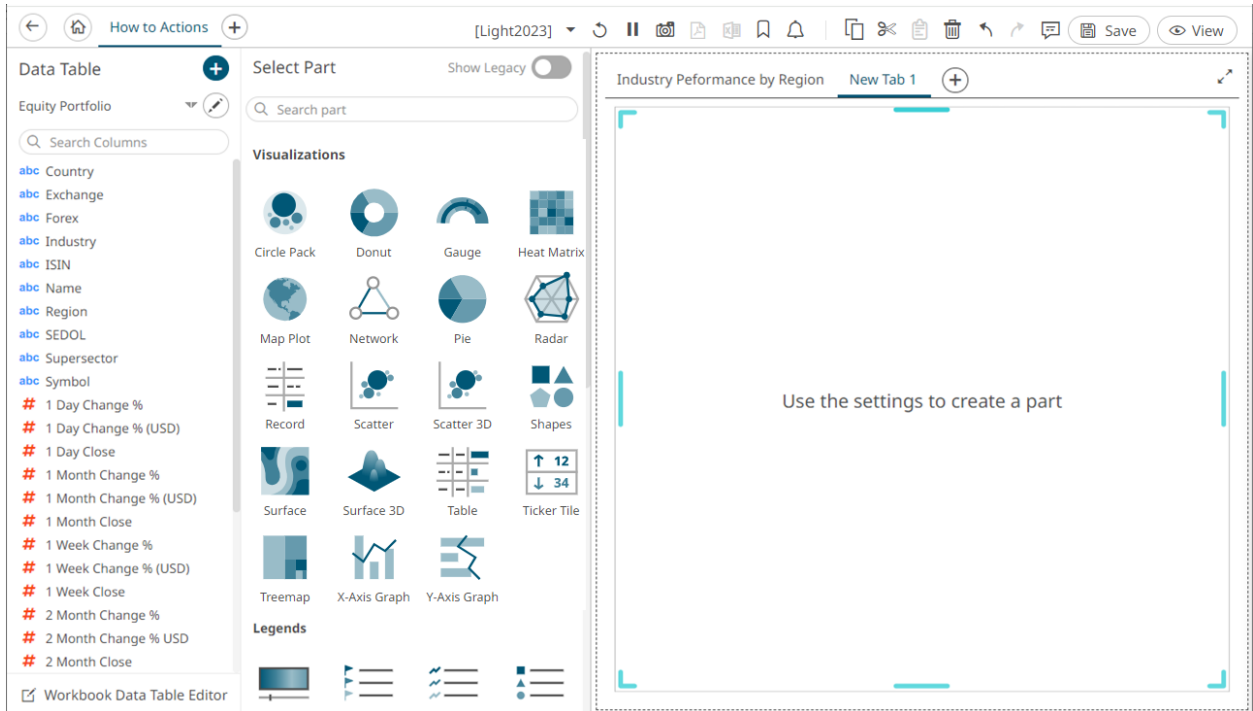 How to Actions
[Light2023]
Save
View
Data Table
Equity Portfolio
Search Columns
abc Country
abc Exchange
abc Forex
abc Industry
abc ISIN
abc Name
abc Region
abc SEDOL
abc Supersector
abc Symbol
# 1 Day Change %
# 1 Day Change % (USD)
# 1 Day Close
# 1 Month Change %
# 1 Month Change % (USD)
# 1 Month Close
# 1 Week Change %
# 1 Week Change % (USD)
# 1 Week Close
# 2 Month Change %
# 2 Month Change % USD
# 2 Month Close
Workbook Data Table Editor
Select Part
Show Legacy
Search part
Visualizations
Circle Pack
Donut
Gauge
Heat Matrix
Map Plot
Network
Pie
Radar
Record
Scatter
Scatter 3D
Shapes
Surface
Surface 3D
Table
12
34
Ticker Tile
Treemap
X-Axis Graph
Y-Axis Graph
Legends
Industry Peformance by Region
New Tab 1
Use the settings to create a part